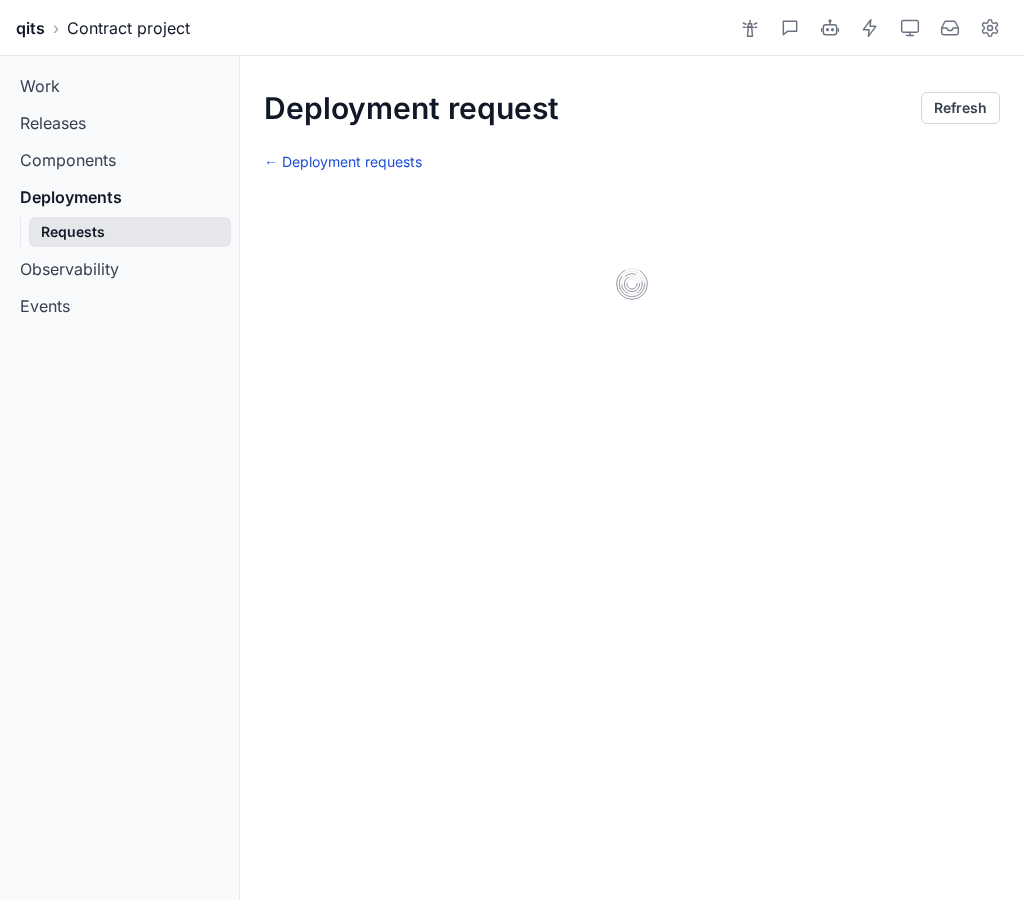 qits › Contract project
Work
Releases
Components
Deployments
Requests
Observability
Events
Deployment request
Refresh
← Deployment requests